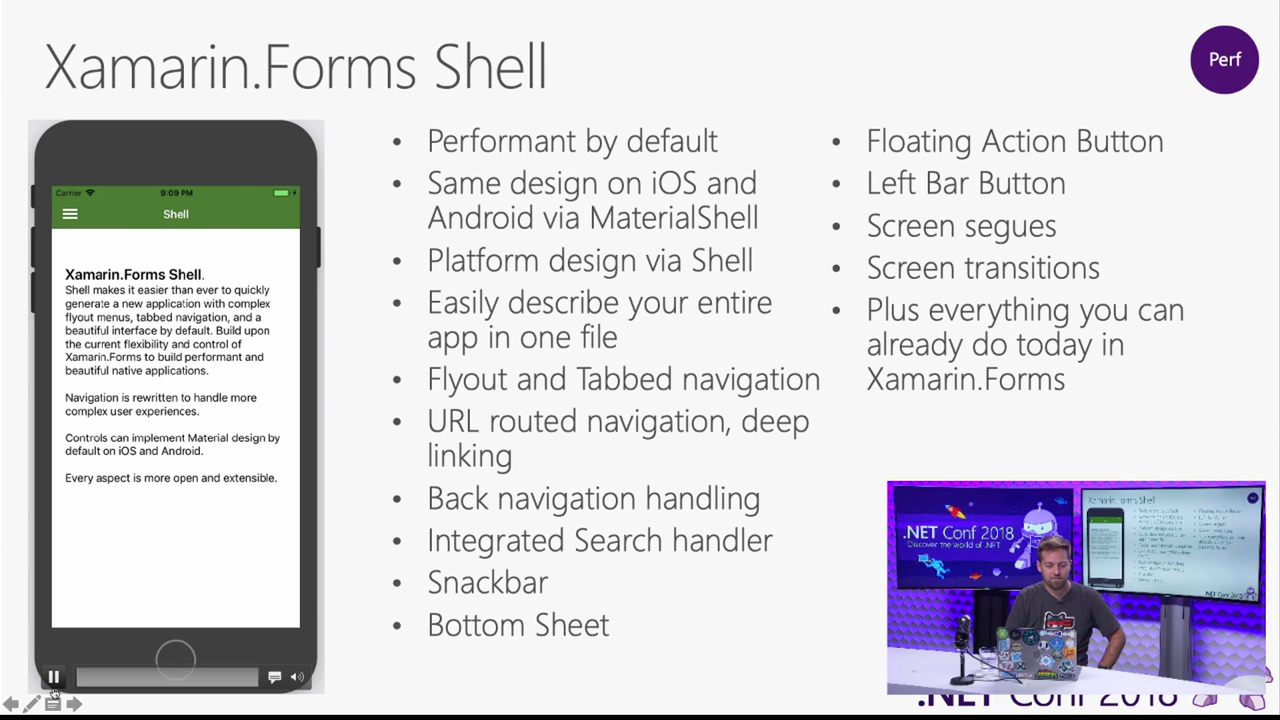 Xamarin.Forms Shell
Perf
Carrier
9:09 PM
Shell
Xamarin.Forms Shell.
Shell makes it easier than ever to quickly
generate a new application with complex
flyout menus, tabbed navigation, and a
beautiful interface by default. Build upon
the current flexibility and control of
Xamarin.Forms to build performant and
beautiful native applications.
Navigation is rewritten to handle more
complex user experiences.
Controls can implement Material design by
default on iOS and Android.
Every aspect is more open and extensible.
• Performant by default
• Same design on iOS and
Android via MaterialShell
• Platform design via Shell
• Easily describe your entire
app in one file
• Flyout and Tabbed navigation
• URL routed navigation, deep
linking
• Back navigation handling
• Integrated Search handler
• Snackbar
• Bottom Sheet
• Floating Action Button
• Left Bar Button
• Screen segues
• Screen transitions
• Plus everything you can
already do today in
Xamarin.Forms
.NET Conf 2018
Discover the world of .NET
Xamarin.Forms Shell
.NET Conf 2018
.NET Conf 2018